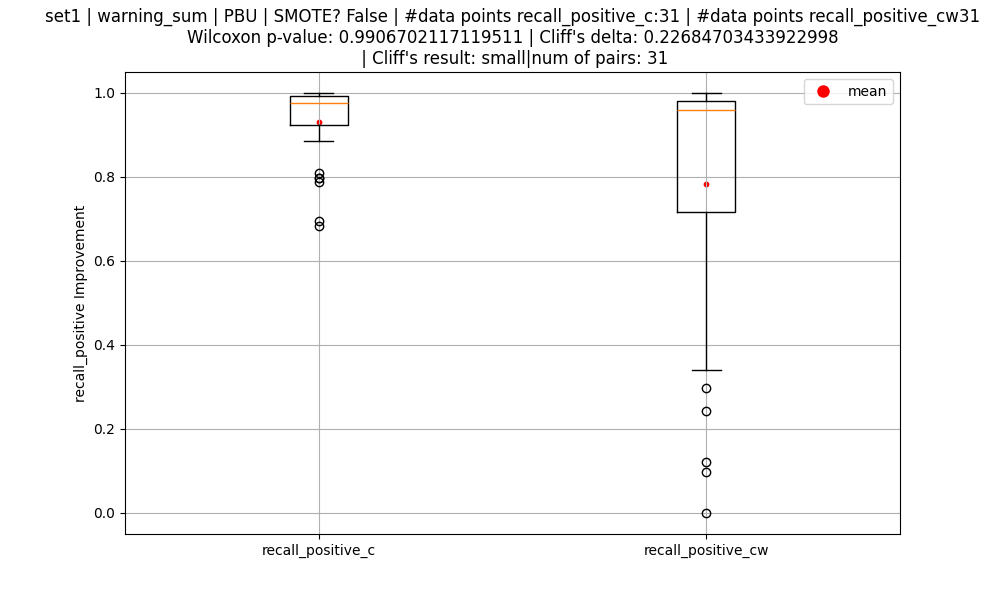 set1 | warning_sum | PBU | SMOTE? False | #data points recall_positive_c:31 | #data points recall_positive_cw31
Wilcoxon p-value: 0.9906702117119511 | Cliff's delta: 0.22684703433922998
| Cliff's result: small|num of pairs: 31
mean
1.0
0.8
0.6
0.4
0.2
0.0
recall_positive Improvement
recall_positive_c
recall_positive_cw